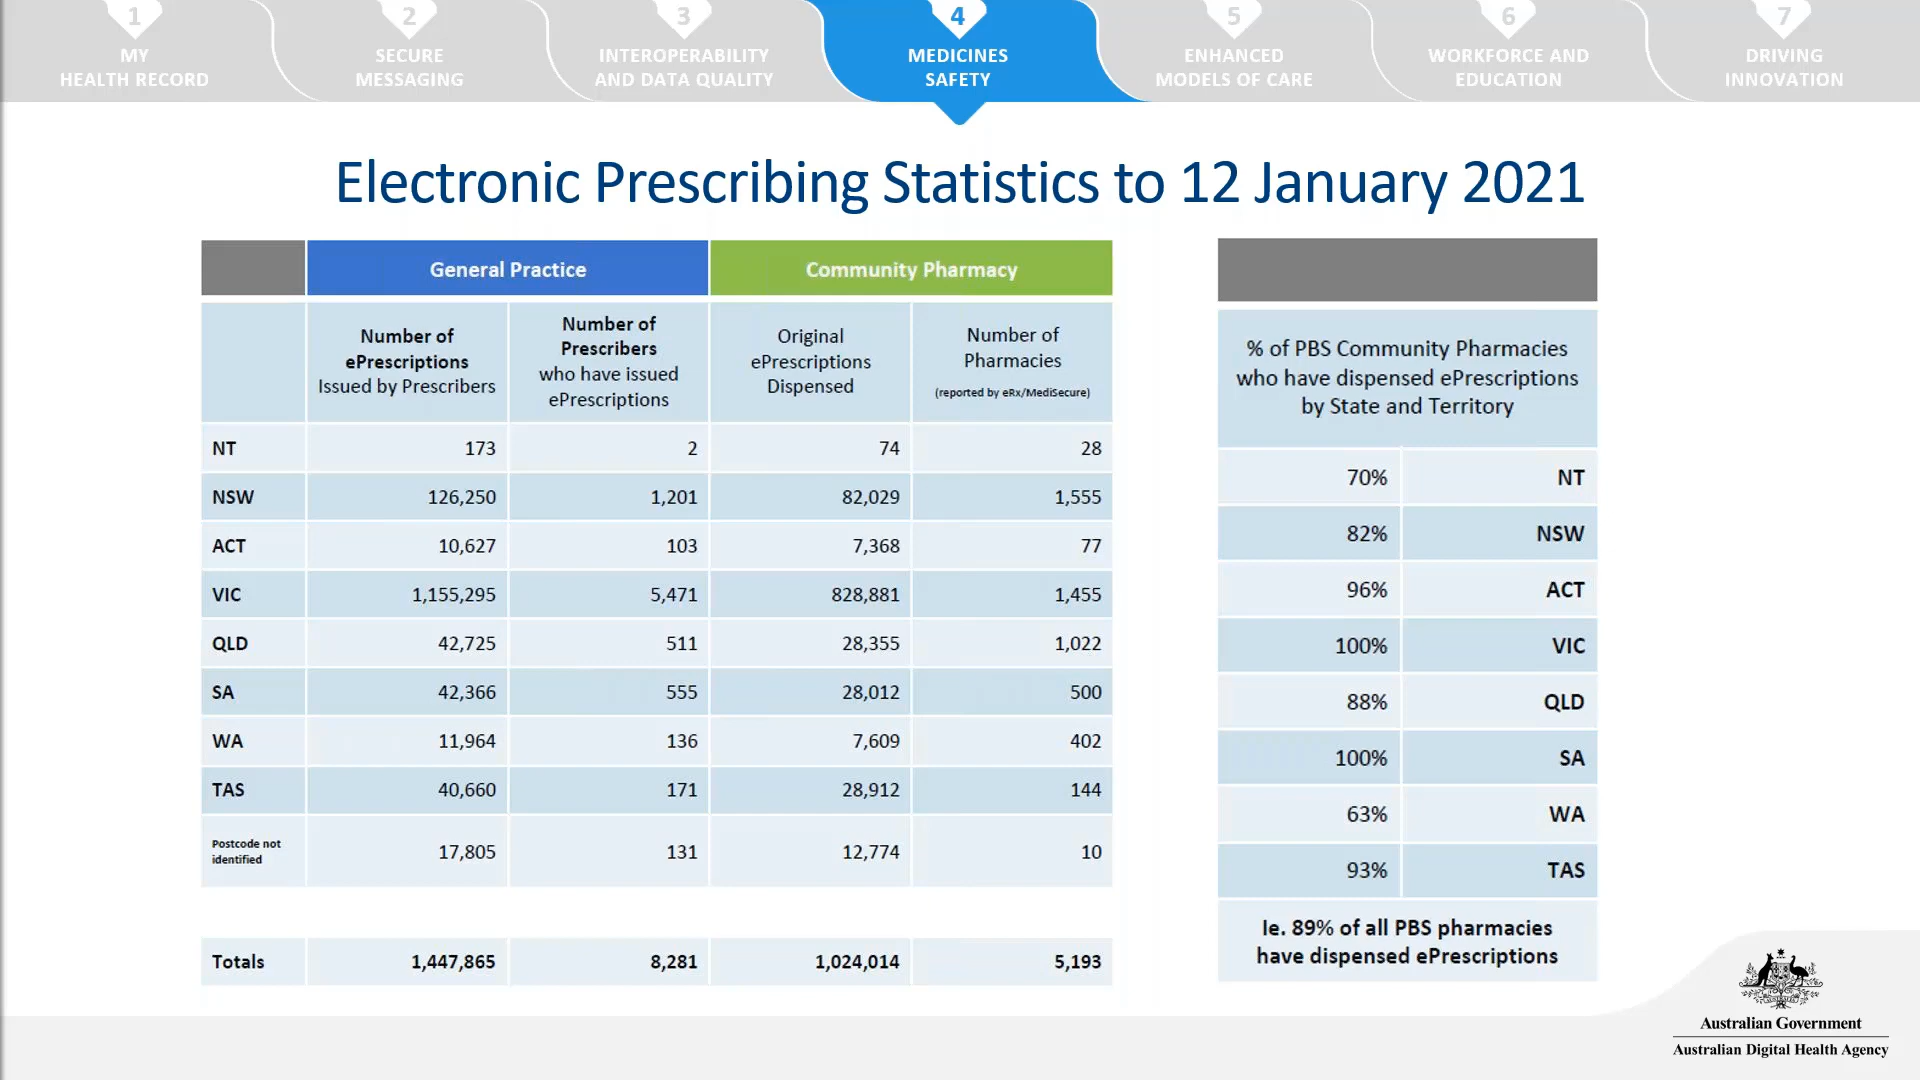 1
MY
HEALTH RECORD
2
SECURE
MESSAGING
3
INTEROPERABILITY
AND DATA QUALITY
4
MEDICINES
SAFETY
5
ENHANCED
MODELS OF CARE
6
WORKFORCE AND
EDUCATION
7
DRIVING
INNOVATION
Electronic Prescribing Statistics to 12 January 2021
General Practice Community Pharmacy
Number of
ePrescriptions
Issued by Prescribers
Number of
Prescribers
who have issued
ePrescriptions
Original
ePrescriptions
Dispensed
Number of
Pharmacies
(reported by eRx/MediSecure)
NT 173 2 74 28
NSW 126,250 1,201 82,029 1,555
ACT 10,627 103 7,368 77
VIC 1,155,295 5,471 828,881 1,455
QLD 42,725 511 28,355 1,022
SA 42,366 555 28,012 500
WA 11,964 136 7,609 402
TAS 40,660 171 28,912 144
Postcode not
identified
17,805 131 12,774 10
Totals 1,447,865 8,281 1,024,014 5,193
% of PBS Community Pharmacies
who have dispensed ePrescriptions
by State and Territory
70% NT
82% NSW
96% ACT
100% VIC
88% QLD
100% SA
63% WA
93% TAS
Ie. 89% of all PBS pharmacies
have dispensed ePrescriptions
Australian Government
Australian Digital Health Agency